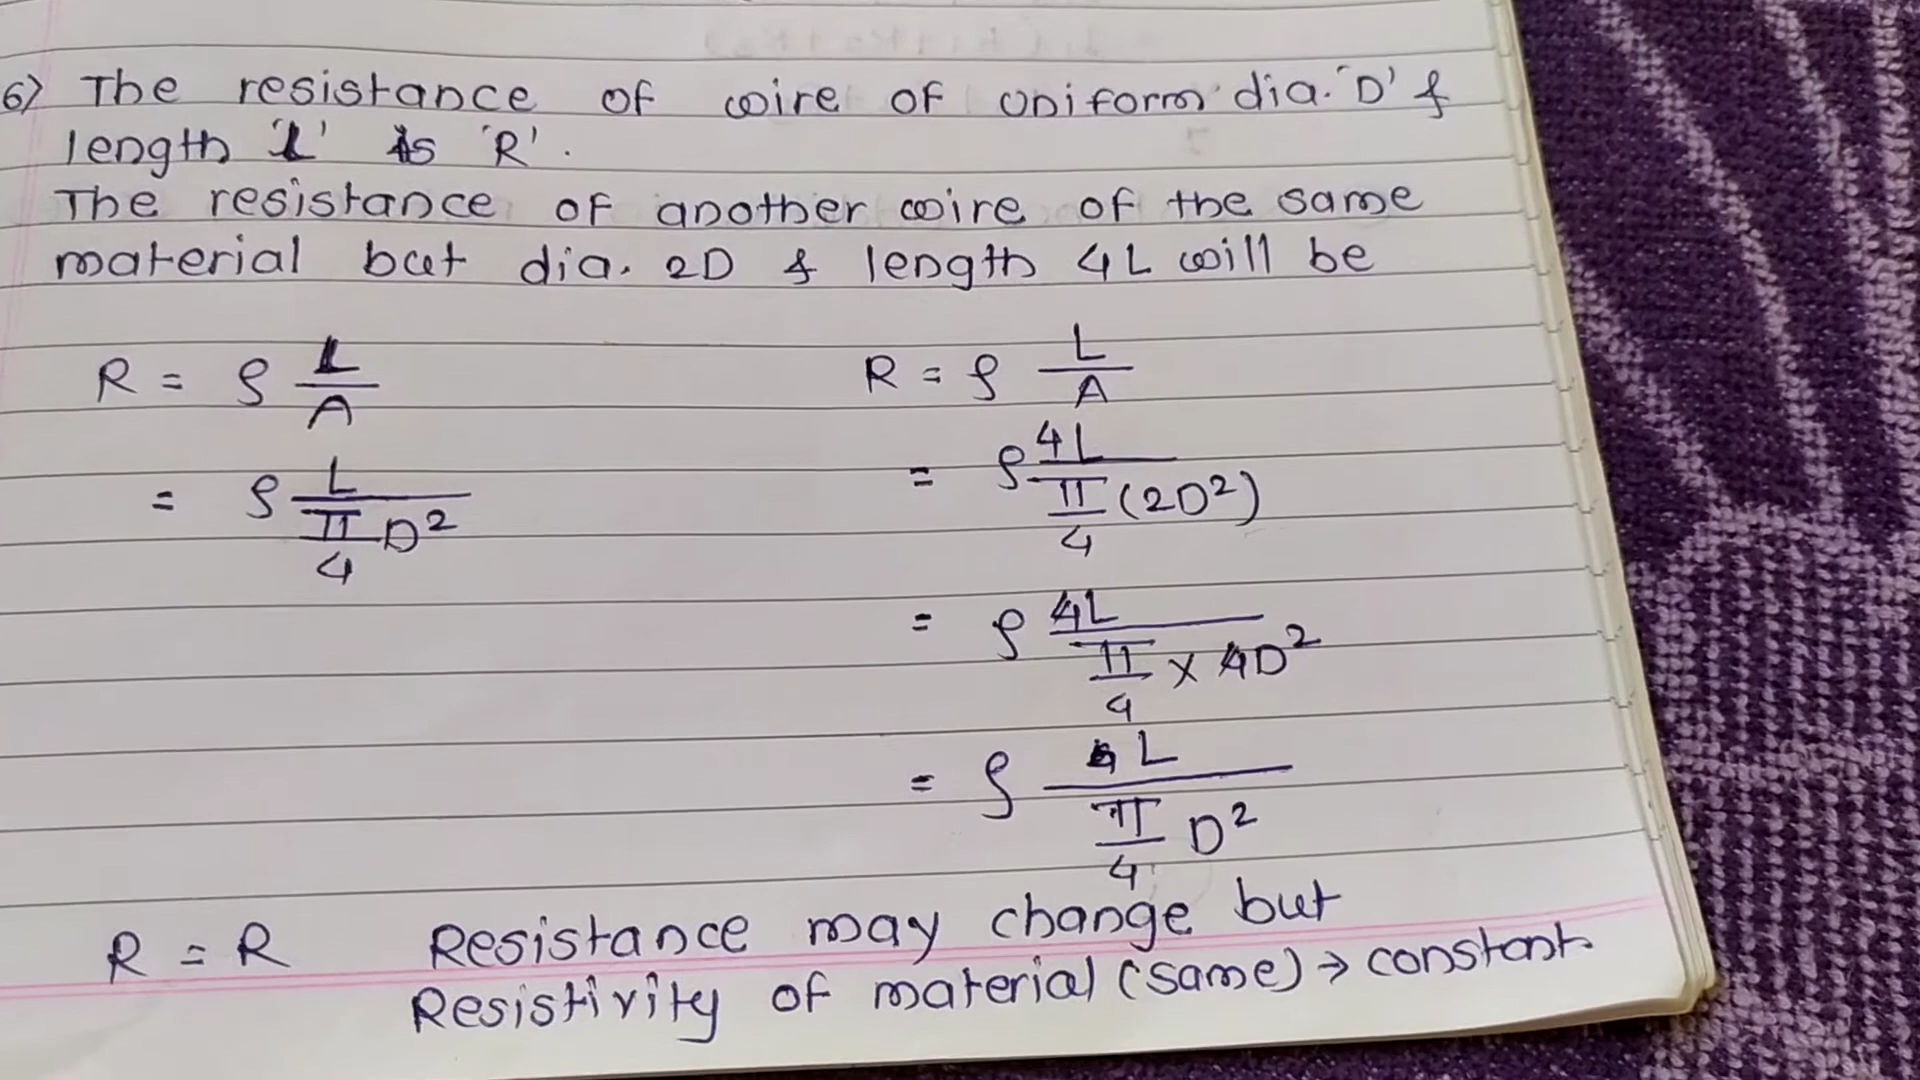 6) The resistance of wire of uniform dia. 'D' &
length 'L' is 'R'.
The resistance of another wire of the same
material but dia. 2D & length 4L will be
R = ρ L/A
= ρ L / (π/4 D²)
R = ρ L/A
= ρ 4L / (π/4 (2D²))
= ρ 4L / (π/4 × 4D²)
= ρ L / (π/4 D²)
R = R Resistance may change but
Resistivity of material (same) → constant.